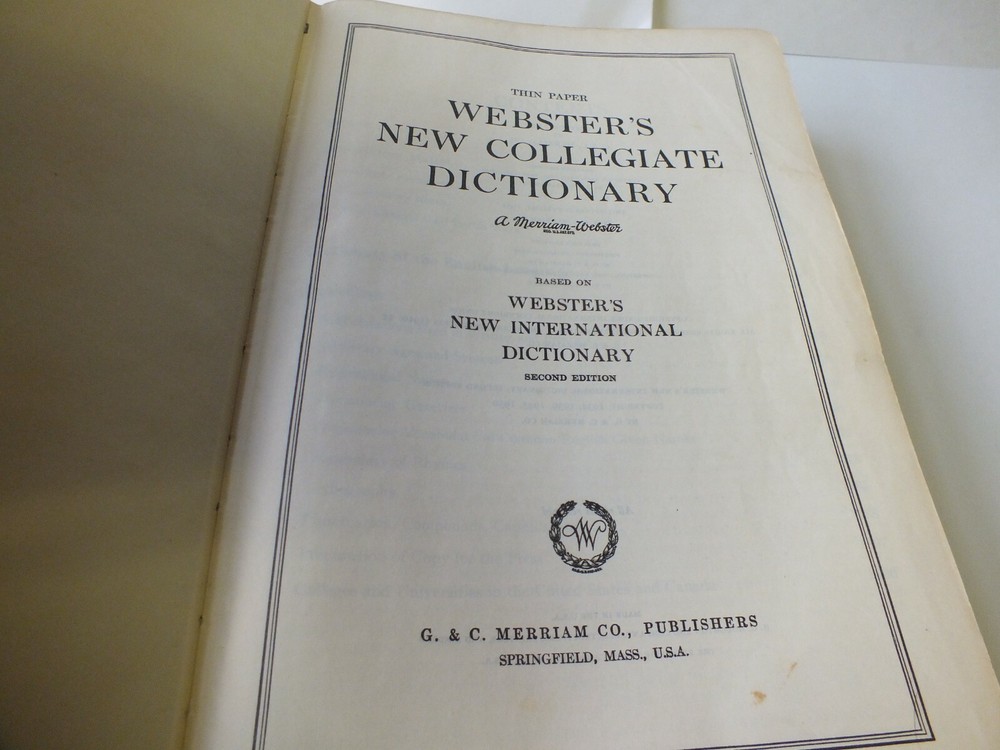 THIN PAPER
WEBSTER'S
NEW COLLEGIATE
DICTIONARY
A Merriam-Webster
BASED ON
WEBSTER'S
NEW INTERNATIONAL
DICTIONARY
SECOND EDITION
W
G. & C. MERRIAM CO., PUBLISHERS
SPRINGFIELD, MASS., U.S.A.